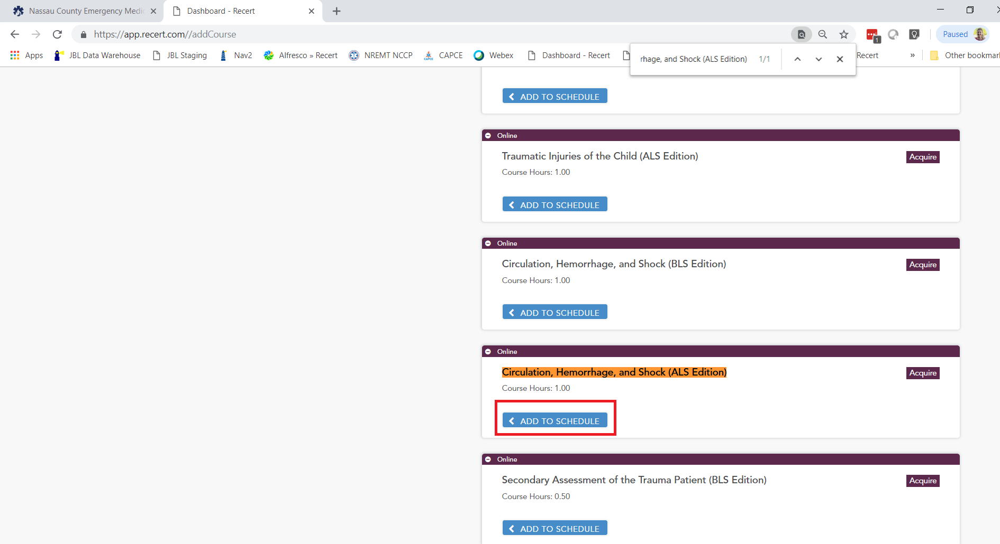 Nassau County Emergency Medic
Dashboard - Recert
https://app.recert.com//addCourse
1
Paused
Apps
JBL Data Warehouse
JBL Staging
Nav2
Alfresco » Recert
NREMT NCCP
CAPCE
CAPCE
Webex
Dashboard - Recert
Recert
»
Other bookmar
rhage, and Shock (ALS Edition) 1/1
ADD TO SCHEDULE
Online
Traumatic Injuries of the Child (ALS Edition)
Acquire
Course Hours: 1.00
ADD TO SCHEDULE
Online
Circulation, Hemorrhage, and Shock (BLS Edition)
Acquire
Course Hours: 1.00
ADD TO SCHEDULE
Online
Circulation, Hemorrhage, and Shock (ALS Edition)
Acquire
Course Hours: 1.00
ADD TO SCHEDULE
Online
Secondary Assessment of the Trauma Patient (BLS Edition)
Acquire
Course Hours: 0.50
ADD TO SCHEDULE